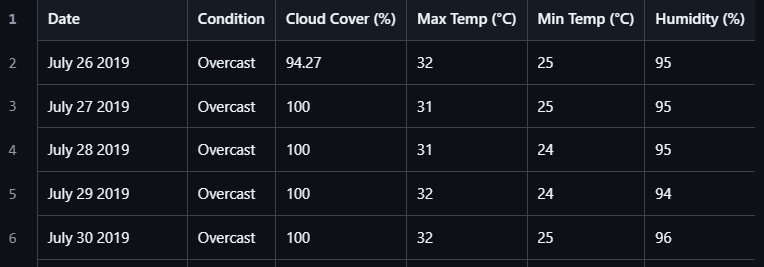 1 Date Condition Cloud Cover (%) Max Temp (°C) Min Temp (°C) Humidity (%)
2 July 26 2019 Overcast 94.27 32 25 95
3 July 27 2019 Overcast 100 31 25 95
4 July 28 2019 Overcast 100 31 24 95
5 July 29 2019 Overcast 100 32 24 94
6 July 30 2019 Overcast 100 32 25 96